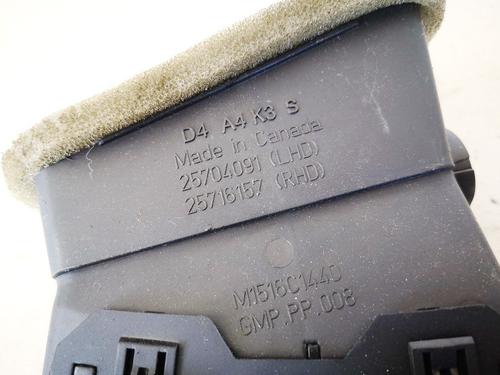 D4 A4 K3 S
Made in Canada
25704091 (LHD)
25716157 (RHD)
M1516C1440
GMP.PP.008